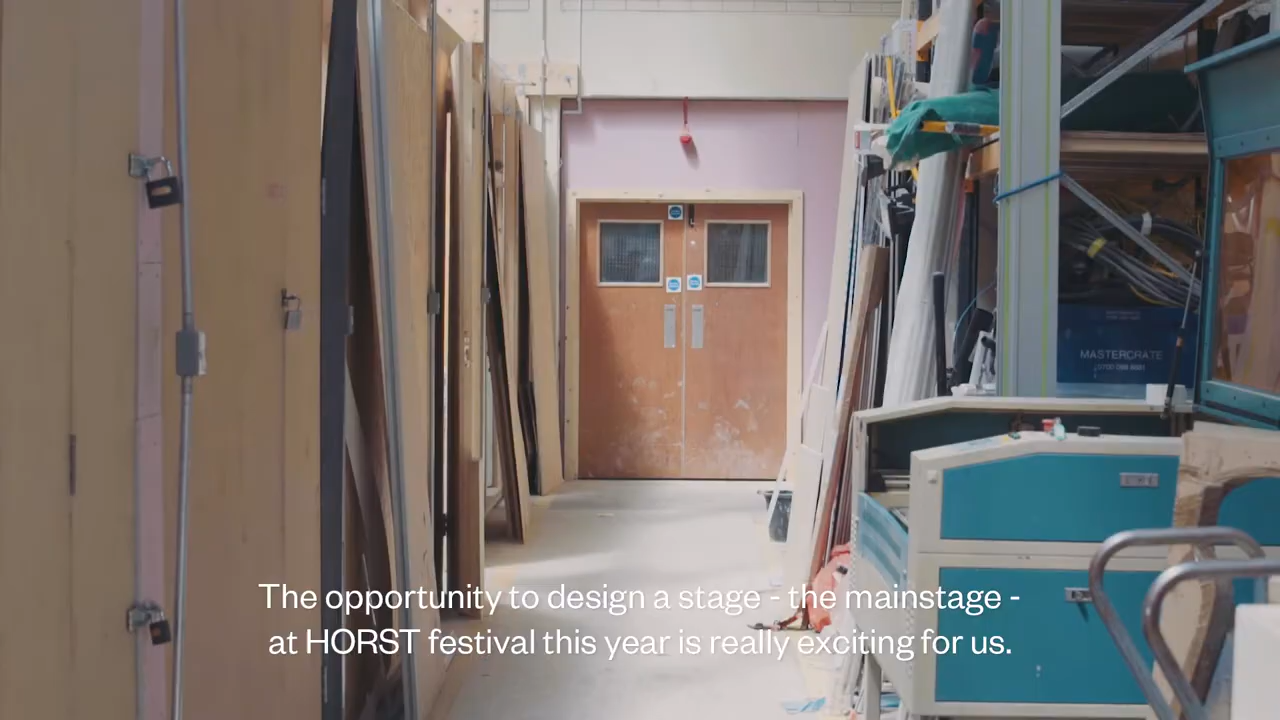 MASTERCRATE
The opportunity to design a stage - the mainstage -
at HORST festival this year is really exciting for us.